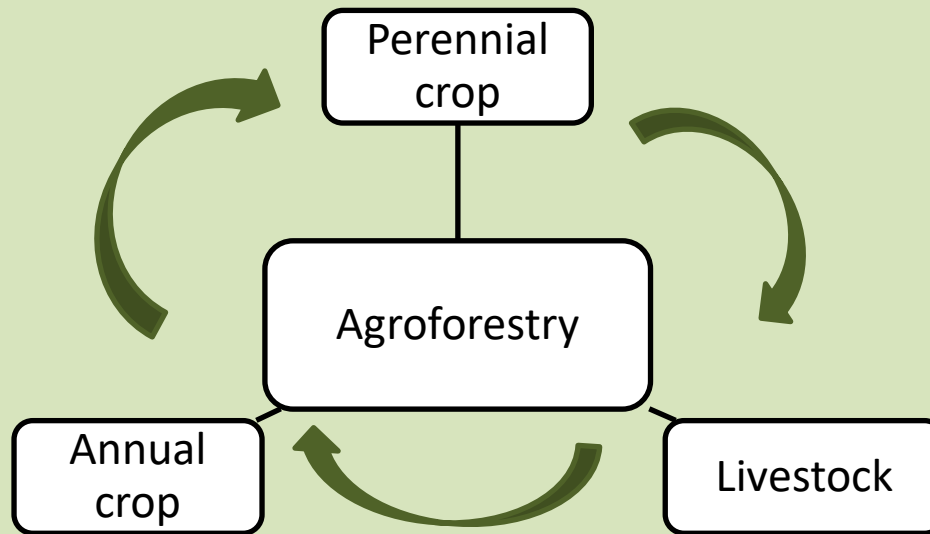 Perennial
crop
Agroforestry
Annual
crop
Livestock